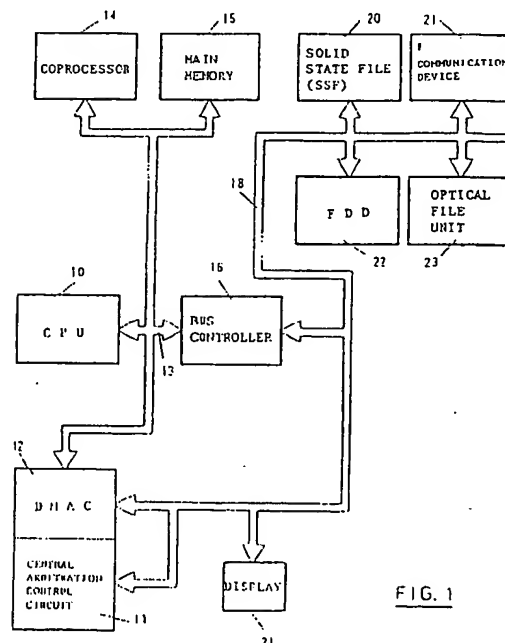 14
15
20
21
COPROCESSOR
MAIN
MEMORY
SOLID
STATE FILE
(SSF)
COMMUNICATION
DEVICE
18
F D D
OPTICAL
FILE
UNIT
22
23
10
16
C P U
BUS
CONTROLLER
13
12
D M A C
CENTRAL
ARBITRATION
CONTROL
CIRCUIT
11
DISPLAY
21
FIG. 1